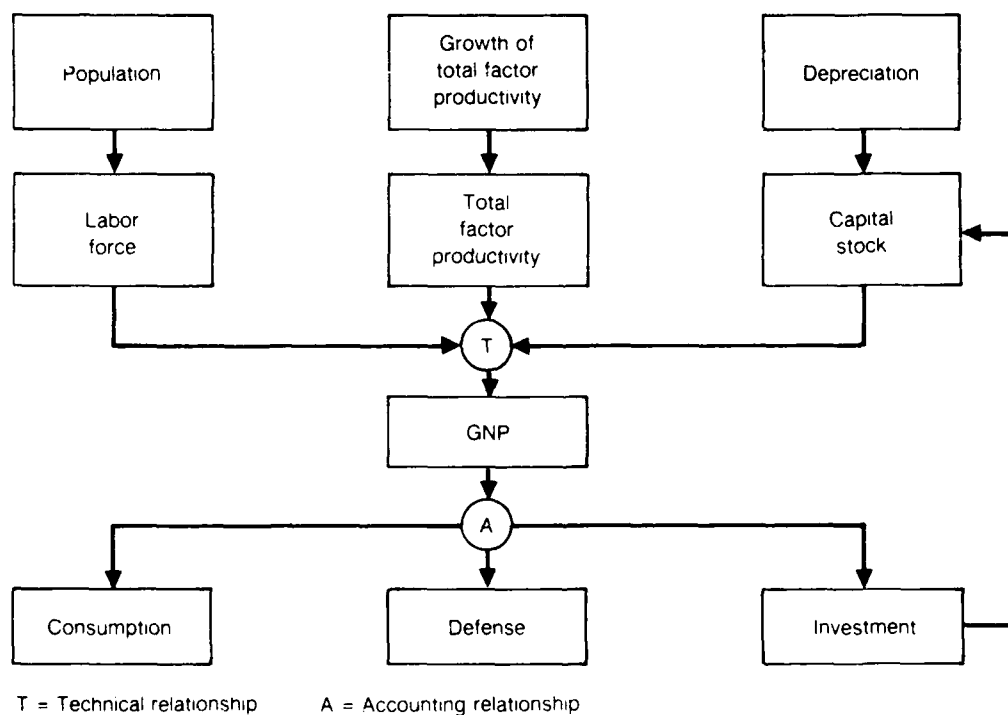 Population
Growth of
total factor
productivity
Depreciation
Labor
force
Total
factor
productivity
Capital
stock
T
GNP
A
Consumption
Defense
Investment
T = Technical relationship
A = Accounting relationship